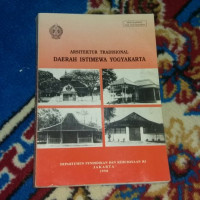 ARSITEKTUR TRADISIONAL
DAERAH ISTIMEWA YOGYAKARTA
DEPARTEMEN PENDIDIKAN DAN KEBUDAYAAN RI
JAKARTA